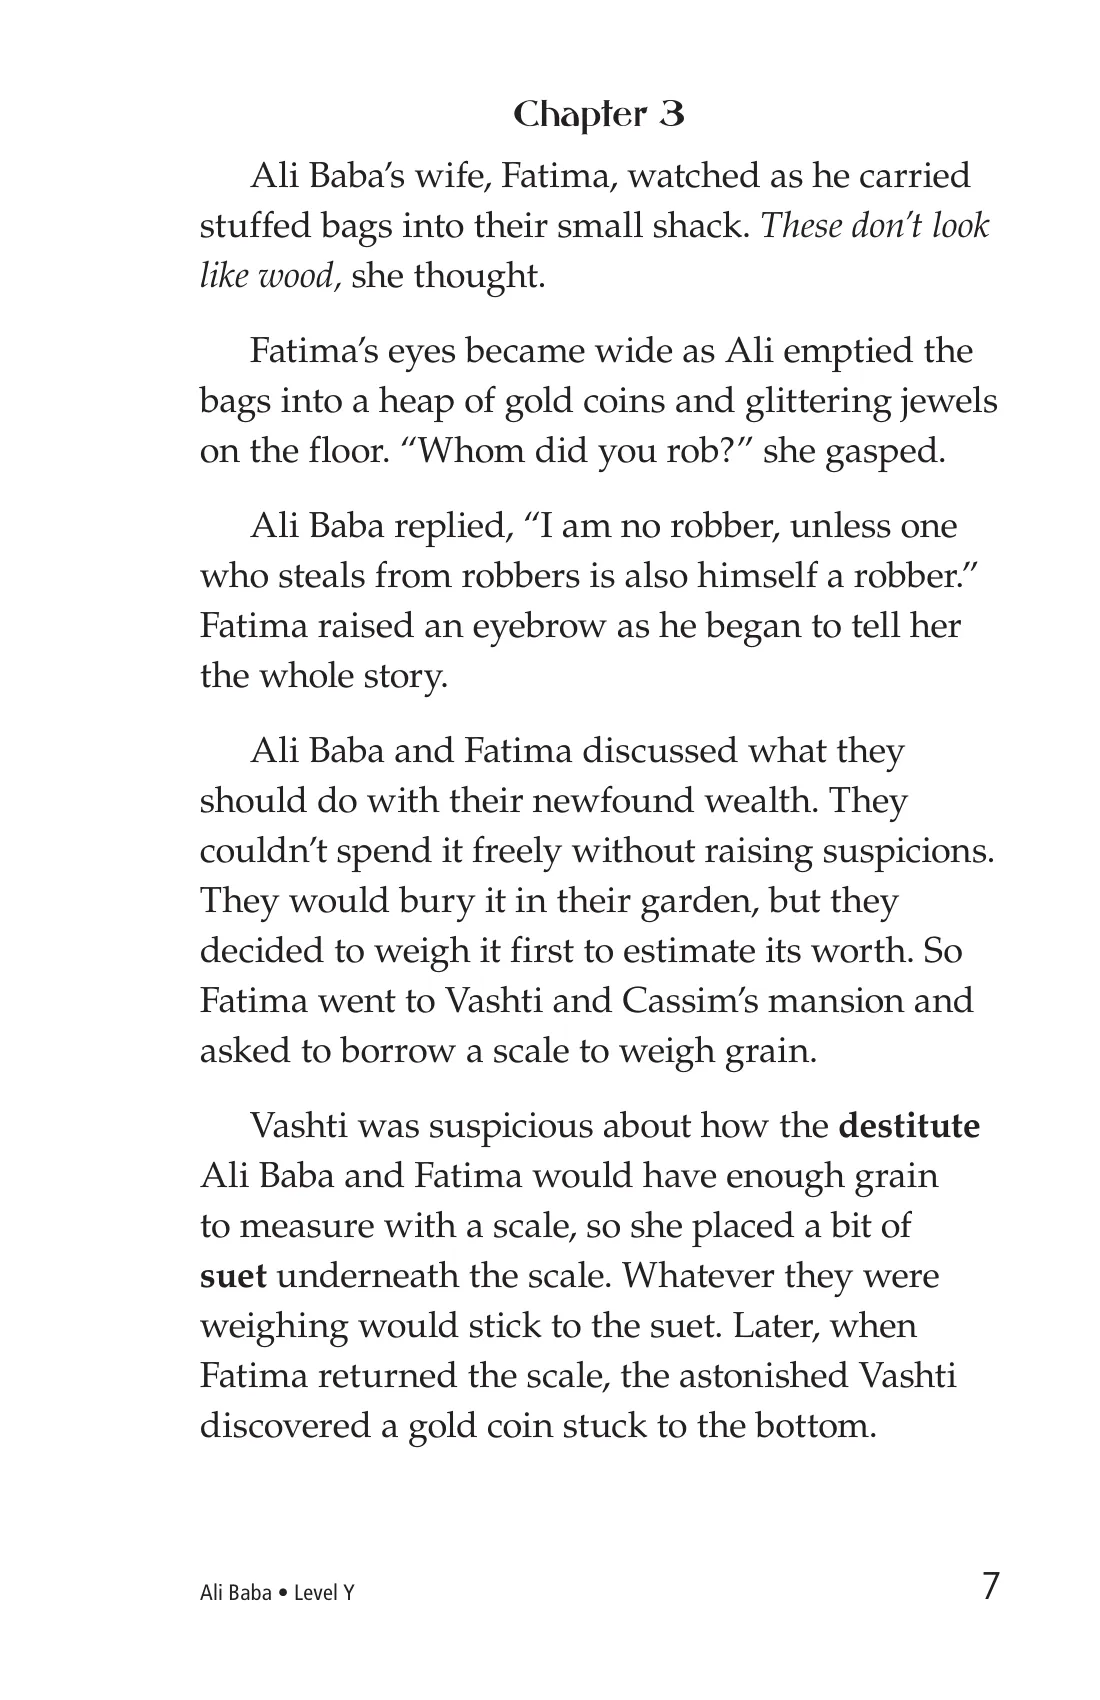 Chapter 3
Ali Baba’s wife, Fatima, watched as he carried
stuffed bags into their small shack. These don’t look
like wood, she thought.
Fatima’s eyes became wide as Ali emptied the
bags into a heap of gold coins and glittering jewels
on the floor. “Whom did you rob?” she gasped.
Ali Baba replied, “I am no robber, unless one
who steals from robbers is also himself a robber.”
Fatima raised an eyebrow as he began to tell her
the whole story.
Ali Baba and Fatima discussed what they
should do with their newfound wealth. They
couldn’t spend it freely without raising suspicions.
They would bury it in their garden, but they
decided to weigh it first to estimate its worth. So
Fatima went to Vashti and Cassim’s mansion and
asked to borrow a scale to weigh grain.
Vashti was suspicious about how the destitute
Ali Baba and Fatima would have enough grain
to measure with a scale, so she placed a bit of
suet underneath the scale. Whatever they were
weighing would stick to the suet. Later, when
Fatima returned the scale, the astonished Vashti
discovered a gold coin stuck to the bottom.
Ali Baba • Level Y
7